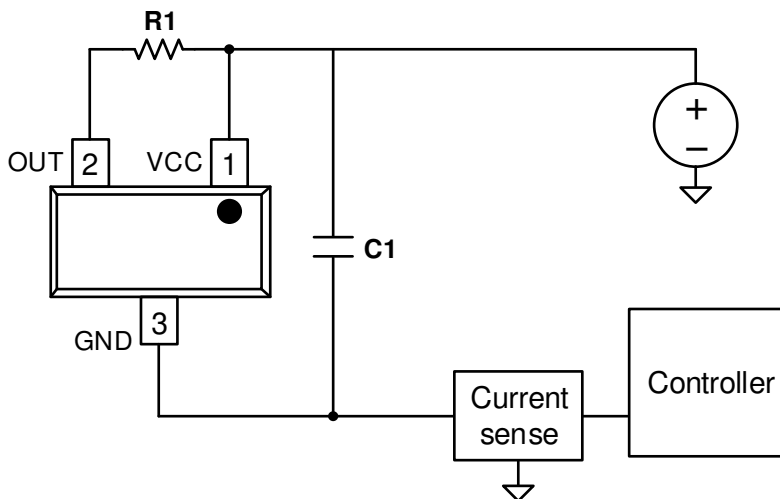 R1
OUT
2
VCC
1
+
−
C1
3
GND
Current
sense
Controller